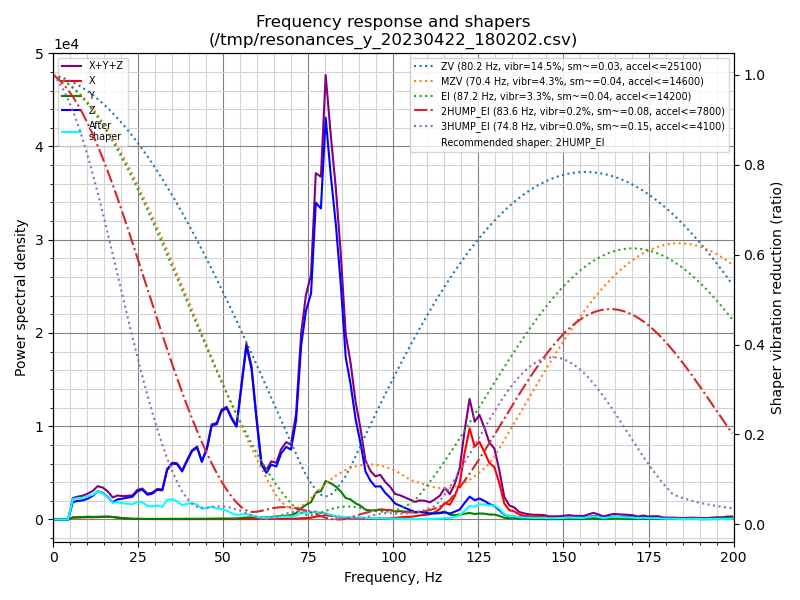 Frequency response and shapers
(/tmp/resonances_y_20230422_180202.csv)
1e4
X+Y+Z
X
Y
Z
After
shaper
ZV (80.2 Hz, vibr=14.5%, sm~=0.03, accel<=25100)
MZV (70.4 Hz, vibr=4.3%, sm~=0.04, accel<=14600)
EI (87.2 Hz, vibr=3.3%, sm~=0.04, accel<=14200)
2HUMP_EI (83.6 Hz, vibr=0.2%, sm~=0.08, accel<=7800)
3HUMP_EI (74.8 Hz, vibr=0.0%, sm~=0.15, accel<=4100)
Recommended shaper: 2HUMP_EI
5
4
3
2
1
0
Power spectral density
1.0
0.8
0.6
0.4
0.2
0.0
Shaper vibration reduction (ratio)
0 25 50 75 100 125 150 175 200
Frequency, Hz